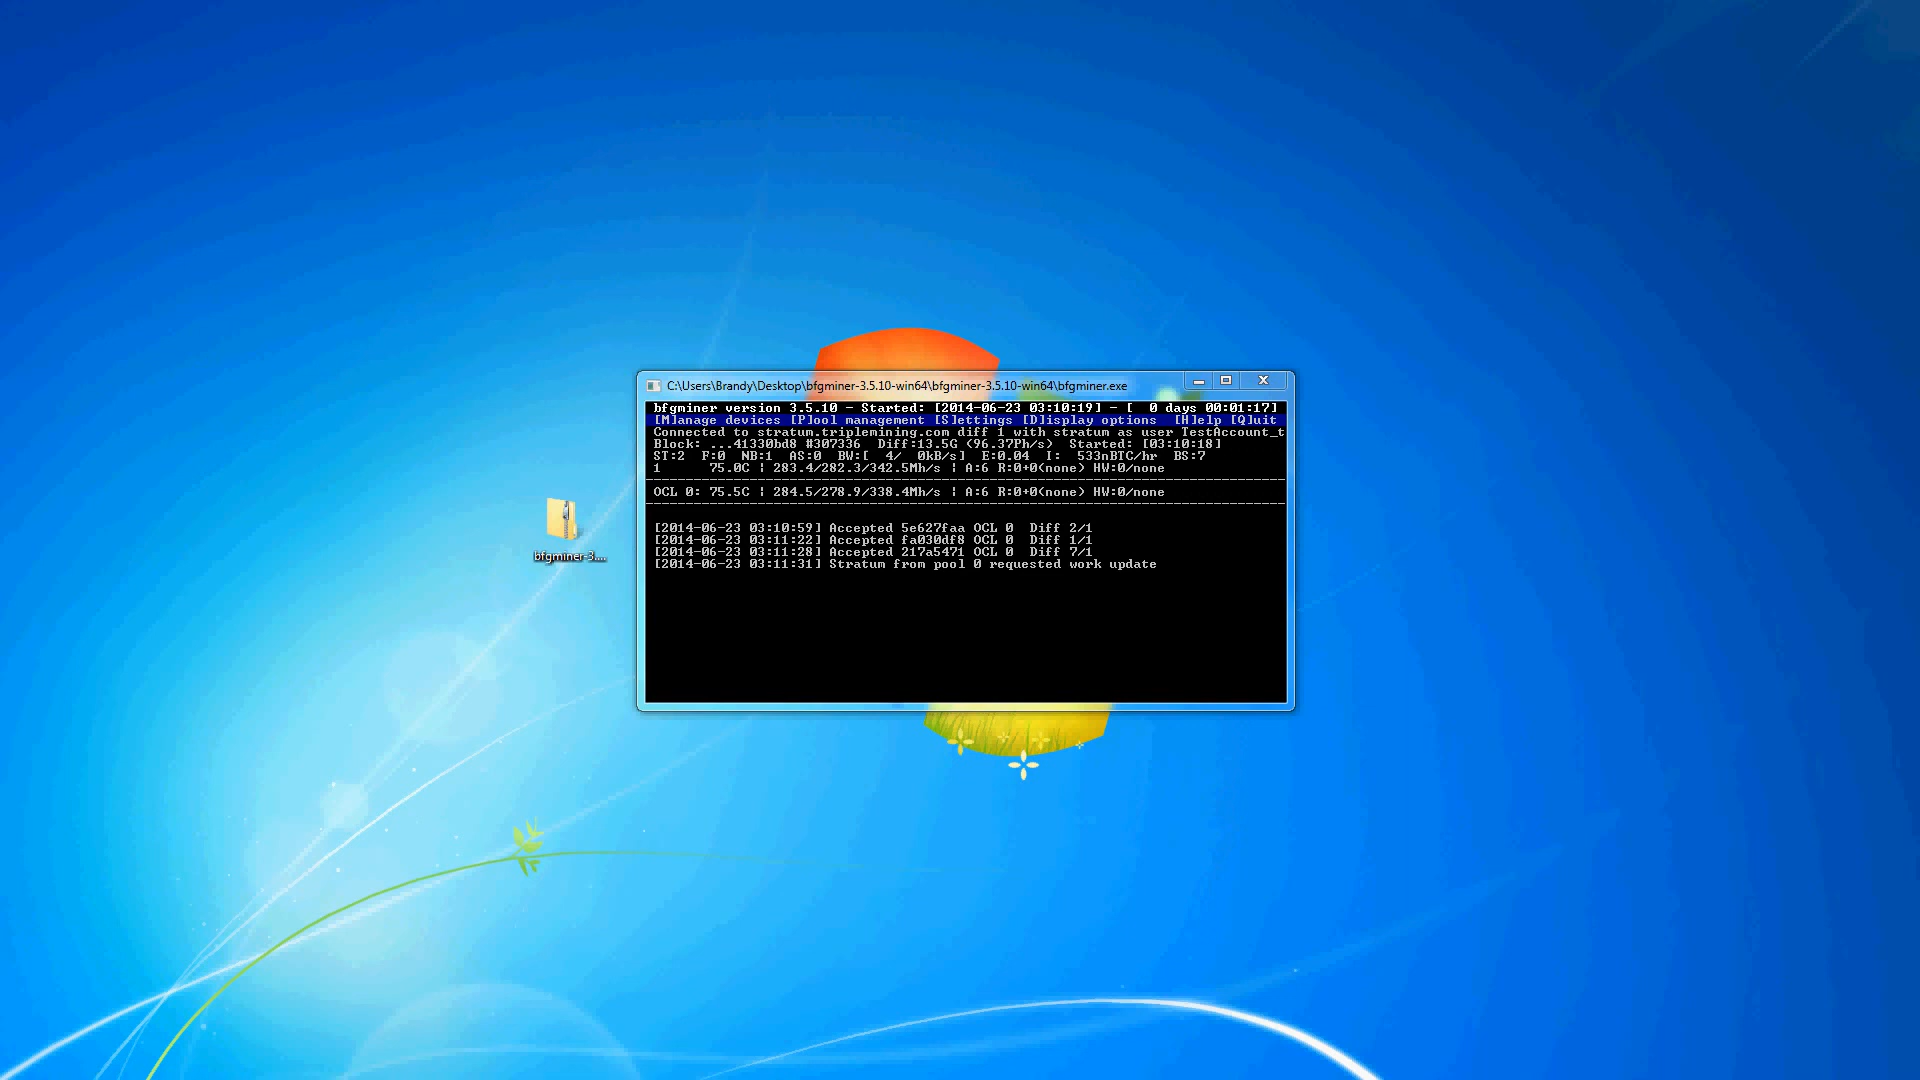 C:\Users\Brandy\Desktop\bfgminer-3.5.10-win64\bfgminer-3.5.10-win64\bfgminer.exe
bfgminer version 3.5.10 - Started: [2014-06-23 03:10:19] - [  0 days 00:01:17]
[M]anage devices [P]ool management [S]ettings [D]isplay options  [H]elp [Q]uit
Connected to stratum.triplemining.com diff 1 with stratum as user TestAccount_t
Block: ...41330bd8 #307336  Diff:13.5G (96.37Ph/s)  Started: [03:10:18]
ST:2  F:0  NB:1  AS:0  BW:[  4/  0kB/s]  E:0.04  I:  533nBTC/hr  BS:7
1      75.0C | 283.4/282.3/342.5Mh/s | A:6 R:0+0(none) HW:0/none
OCL 0: 75.5C | 284.5/278.9/338.4Mh/s | A:6 R:0+0(none) HW:0/none
[2014-06-23 03:10:59] Accepted 5e627faa OCL 0  Diff 2/1
[2014-06-23 03:11:22] Accepted fa030df8 OCL 0  Diff 1/1
[2014-06-23 03:11:28] Accepted 217a5471 OCL 0  Diff 7/1
[2014-06-23 03:11:31] Stratum from pool 0 requested work update
bfgminer-3....